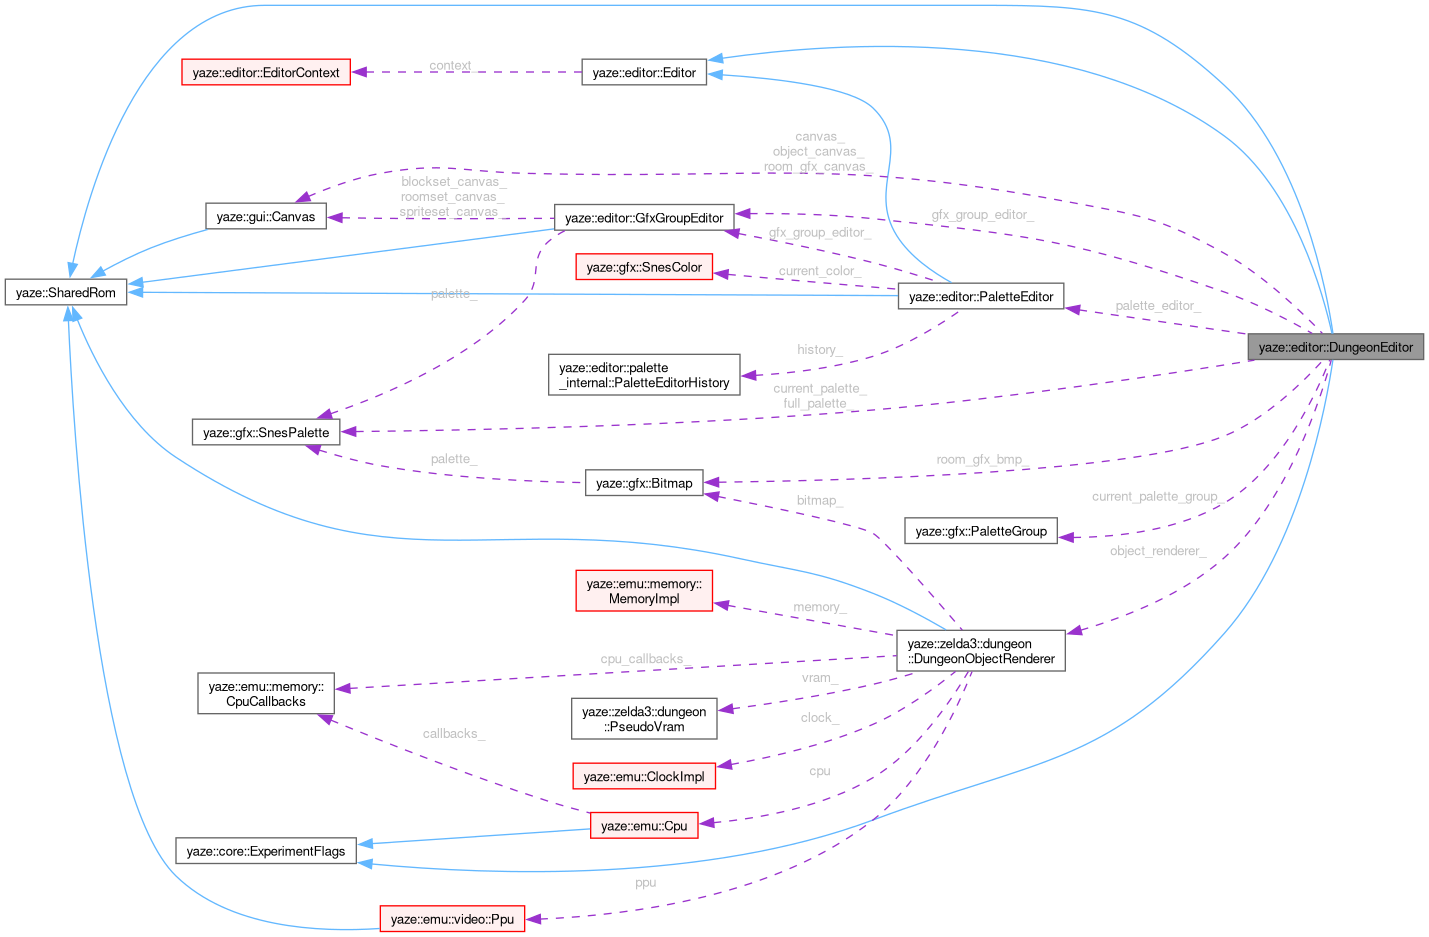 yaze::editor::EditorContext
context
yaze::editor::Editor
canvas_
object_canvas_
room_gfx_canvas_
blockset_canvas_
roomset_canvas_
spriteset_canvas_
yaze::gui::Canvas
yaze::editor::GfxGroupEditor
gfx_group_editor_
gfx_group_editor_
yaze::gfx::SnesColor
current_color_
yaze::SharedRom
palette_
yaze::editor::PaletteEditor
palette_editor_
yaze::editor::DungeonEditor
history_
yaze::editor::palette
_internal::PaletteEditorHistory
current_palette_
full_palette_
yaze::gfx::SnesPalette
palette_
room_gfx_bmp_
yaze::gfx::Bitmap
bitmap_
current_palette_group_
yaze::gfx::PaletteGroup
object_renderer_
yaze::emu::memory::
MemoryImpl
memory_
yaze::zelda3::dungeon
::DungeonObjectRenderer
cpu_callbacks_
yaze::emu::memory::
CpuCallbacks
vram_
yaze::zelda3::dungeon
::PseudoVram
clock_
callbacks_
yaze::emu::ClockImpl
cpu
yaze::emu::Cpu
yaze::core::ExperimentFlags
ppu
yaze::emu::video::Ppu